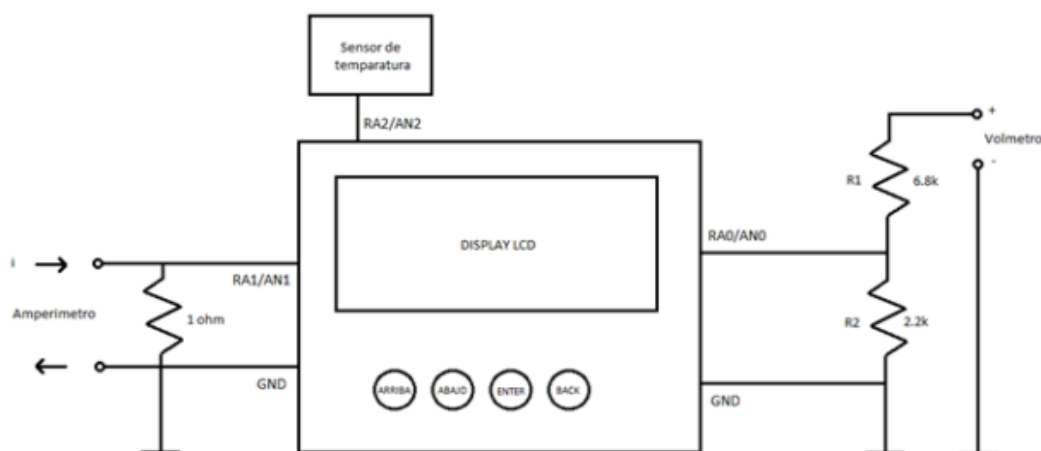 Sensor de
temparatura
RA2/AN2
+
Volmetro
-
R1
6.8k
DISPLAY LCD
RA0/AN0
i
RA1/AN1
Amperimetro
1 ohm
R2
2.2k
GND
ARRIBA
ABAJO
ENTER
BACK
GND